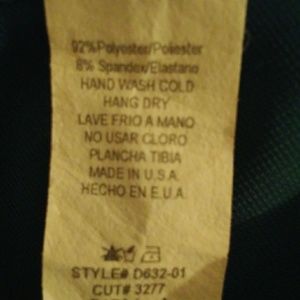 92% Polyester/Poliester
8% Spandex/Elastano
HAND WASH COLD
HANG DRY
LAVE FRIO A MANO
NO USAR CLORO
PLANCHA TIBIA
MADE IN U.S.A.
HECHO EN E.U.A.
STYLE# D632-01
CUT# 3277